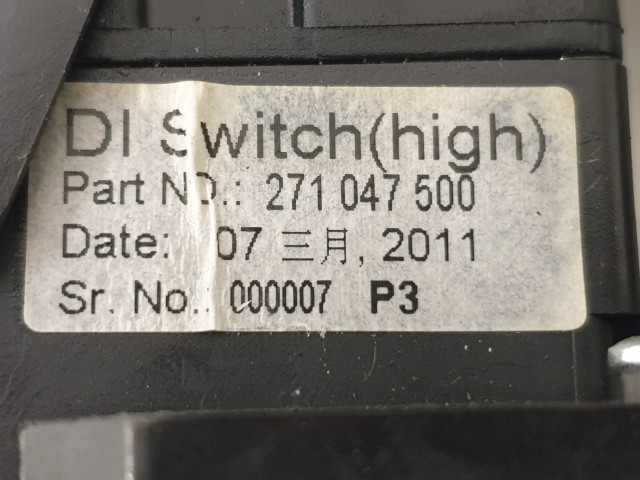 DI Switch(high)
Part NO.: 271 047 500
Date: 07 三月, 2011
Sr. No.: 000007 P3